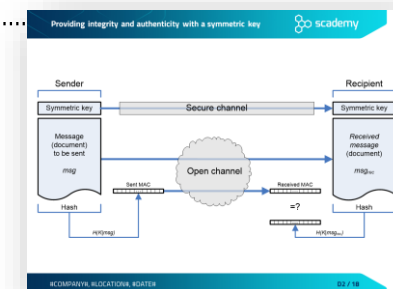 Providing integrity and authenticity with a symmetric key
scademy
Sender
Recipient
Symmetric key
Secure channel
Symmetric key
Message
(document)
to be sent
msg
Received
message
(document)
msg_rec
Open channel
Sent MAC
Received MAC
=?
Hash
Hash
H(K|msg)
H(K|msg_rec)
#COMPANY#, #LOCATION#, #DATE#
D2 / 18